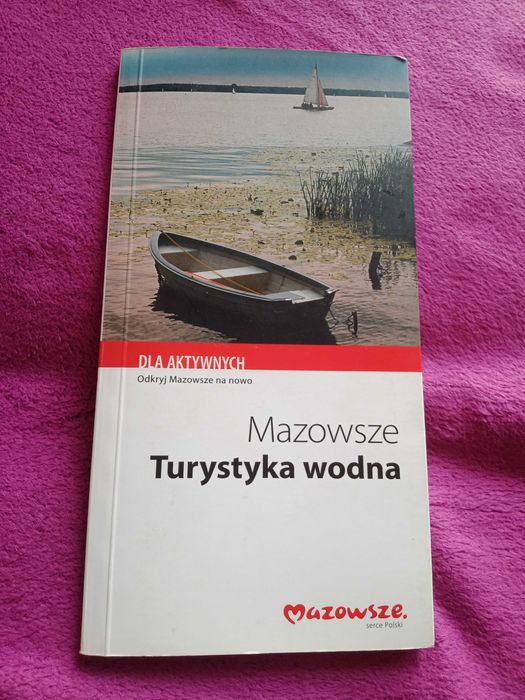 DLA AKTYWNYCH
Odkryj Mazowsze na nowo
Mazowsze
Turystyka wodna
mazowsze.
serce Polski